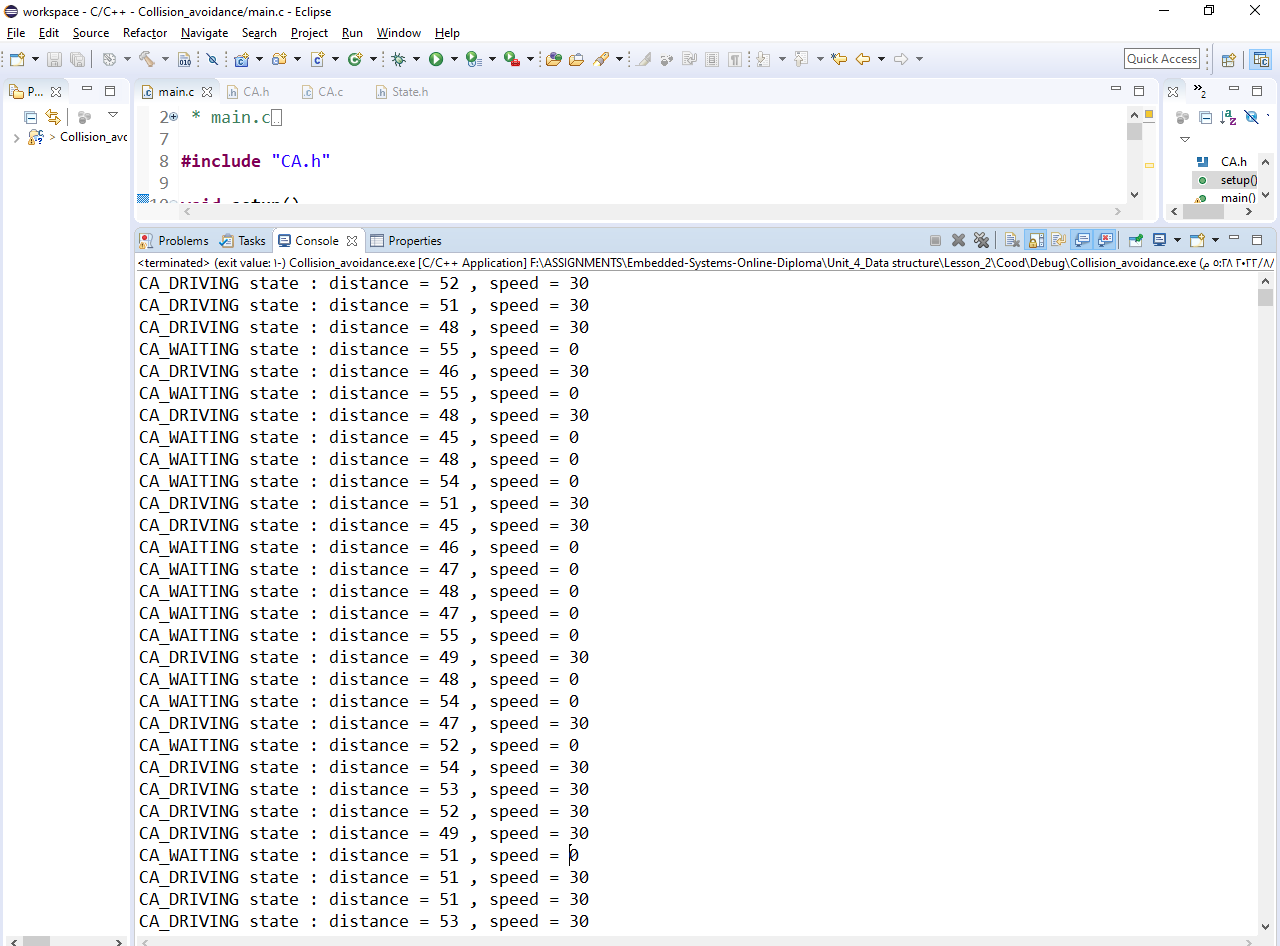 workspace - C/C++ - Collision_avoidance/main.c - Eclipse
File Edit Source Refactor Navigate Search Project Run Window Help
Quick Access
P... main.c CA.h CA.c State.h
2 * main.c
7
8 #include "CA.h"
9
Collision_avo
CA.h
setup()
main()
Problems Tasks Console Properties
<terminated> (exit value: ١-) Collision_avoidance.exe [C/C++ Application] F:\ASSIGNMENTS\Embedded-Systems-Online-Diploma\Unit_4_Data structure\Lesson_2\Cood\Debug\Collision_avoidance.exe (م ٥:٢٨ ٢٠٢٢/٨/
CA_DRIVING state : distance = 52 , speed = 30
CA_DRIVING state : distance = 51 , speed = 30
CA_DRIVING state : distance = 48 , speed = 30
CA_WAITING state : distance = 55 , speed = 0
CA_DRIVING state : distance = 46 , speed = 30
CA_WAITING state : distance = 55 , speed = 0
CA_DRIVING state : distance = 48 , speed = 30
CA_WAITING state : distance = 45 , speed = 0
CA_WAITING state : distance = 48 , speed = 0
CA_WAITING state : distance = 54 , speed = 0
CA_DRIVING state : distance = 51 , speed = 30
CA_DRIVING state : distance = 45 , speed = 30
CA_WAITING state : distance = 46 , speed = 0
CA_WAITING state : distance = 47 , speed = 0
CA_WAITING state : distance = 48 , speed = 0
CA_WAITING state : distance = 47 , speed = 0
CA_WAITING state : distance = 55 , speed = 0
CA_DRIVING state : distance = 49 , speed = 30
CA_WAITING state : distance = 48 , speed = 0
CA_WAITING state : distance = 54 , speed = 0
CA_DRIVING state : distance = 47 , speed = 30
CA_WAITING state : distance = 52 , speed = 0
CA_DRIVING state : distance = 54 , speed = 30
CA_DRIVING state : distance = 53 , speed = 30
CA_DRIVING state : distance = 52 , speed = 30
CA_DRIVING state : distance = 49 , speed = 30
CA_WAITING state : distance = 51 , speed = 0
CA_DRIVING state : distance = 51 , speed = 30
CA_DRIVING state : distance = 51 , speed = 30
CA_DRIVING state : distance = 53 , speed = 30